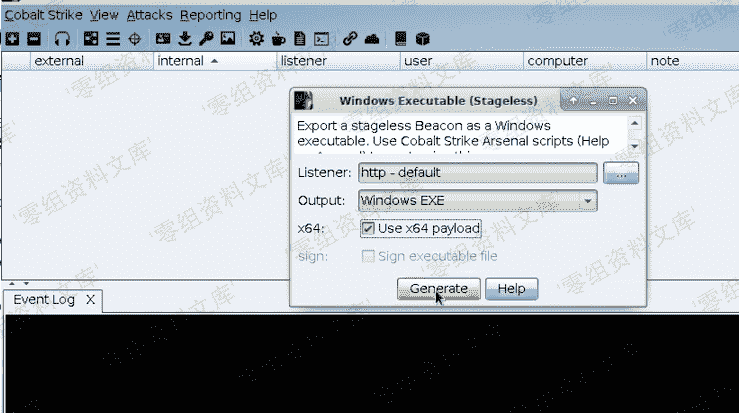 Cobalt Strike View Attacks Reporting Help
external internal listener user computer note
Windows Executable (Stageless)
Export a stageless Beacon as a Windows
executable. Use Cobalt Strike Arsenal scripts (Help
Listener: http - default ...
Output: Windows EXE
x64: Use x64 payload
sign: Sign executable file
Generate Help
Event Log X
'零组资料文库'